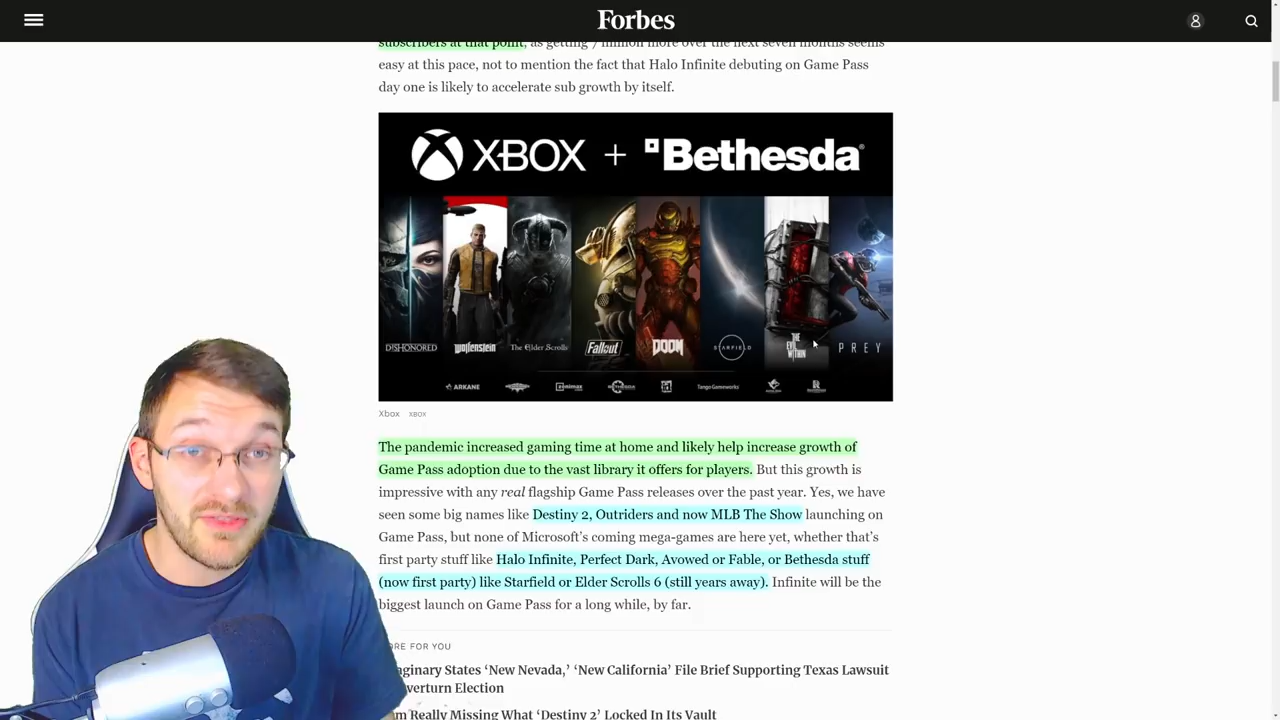 Forbes
subscribers at that point, as getting 7 million more over the next seven months seems
easy at this pace, not to mention the fact that Halo Infinite debuting on Game Pass
day one is likely to accelerate sub growth by itself.
XBOX + Bethesda
DISHONORED Wolfenstein The Elder Scrolls Fallout DOOM STARFIELD THE EVIL WITHIN PREY
ARKANE Tango Gameworks
Xbox XBOX
The pandemic increased gaming time at home and likely help increase growth of
Game Pass adoption due to the vast library it offers for players. But this growth is
impressive with any real flagship Game Pass releases over the past year. Yes, we have
seen some big names like Destiny 2, Outriders and now MLB The Show launching on
Game Pass, but none of Microsoft's coming mega-games are here yet, whether that's
first party stuff like Halo Infinite, Perfect Dark, Avowed or Fable, or Bethesda stuff
(now first party) like Starfield or Elder Scrolls 6 (still years away). Infinite will be the
biggest launch on Game Pass for a long while, by far.
ORE FOR YOU
aginary States ‘New Nevada,’ ‘New California’ File Brief Supporting Texas Lawsuit
verturn Election
m Really Missing What ‘Destiny 2’ Locked In Its Vault